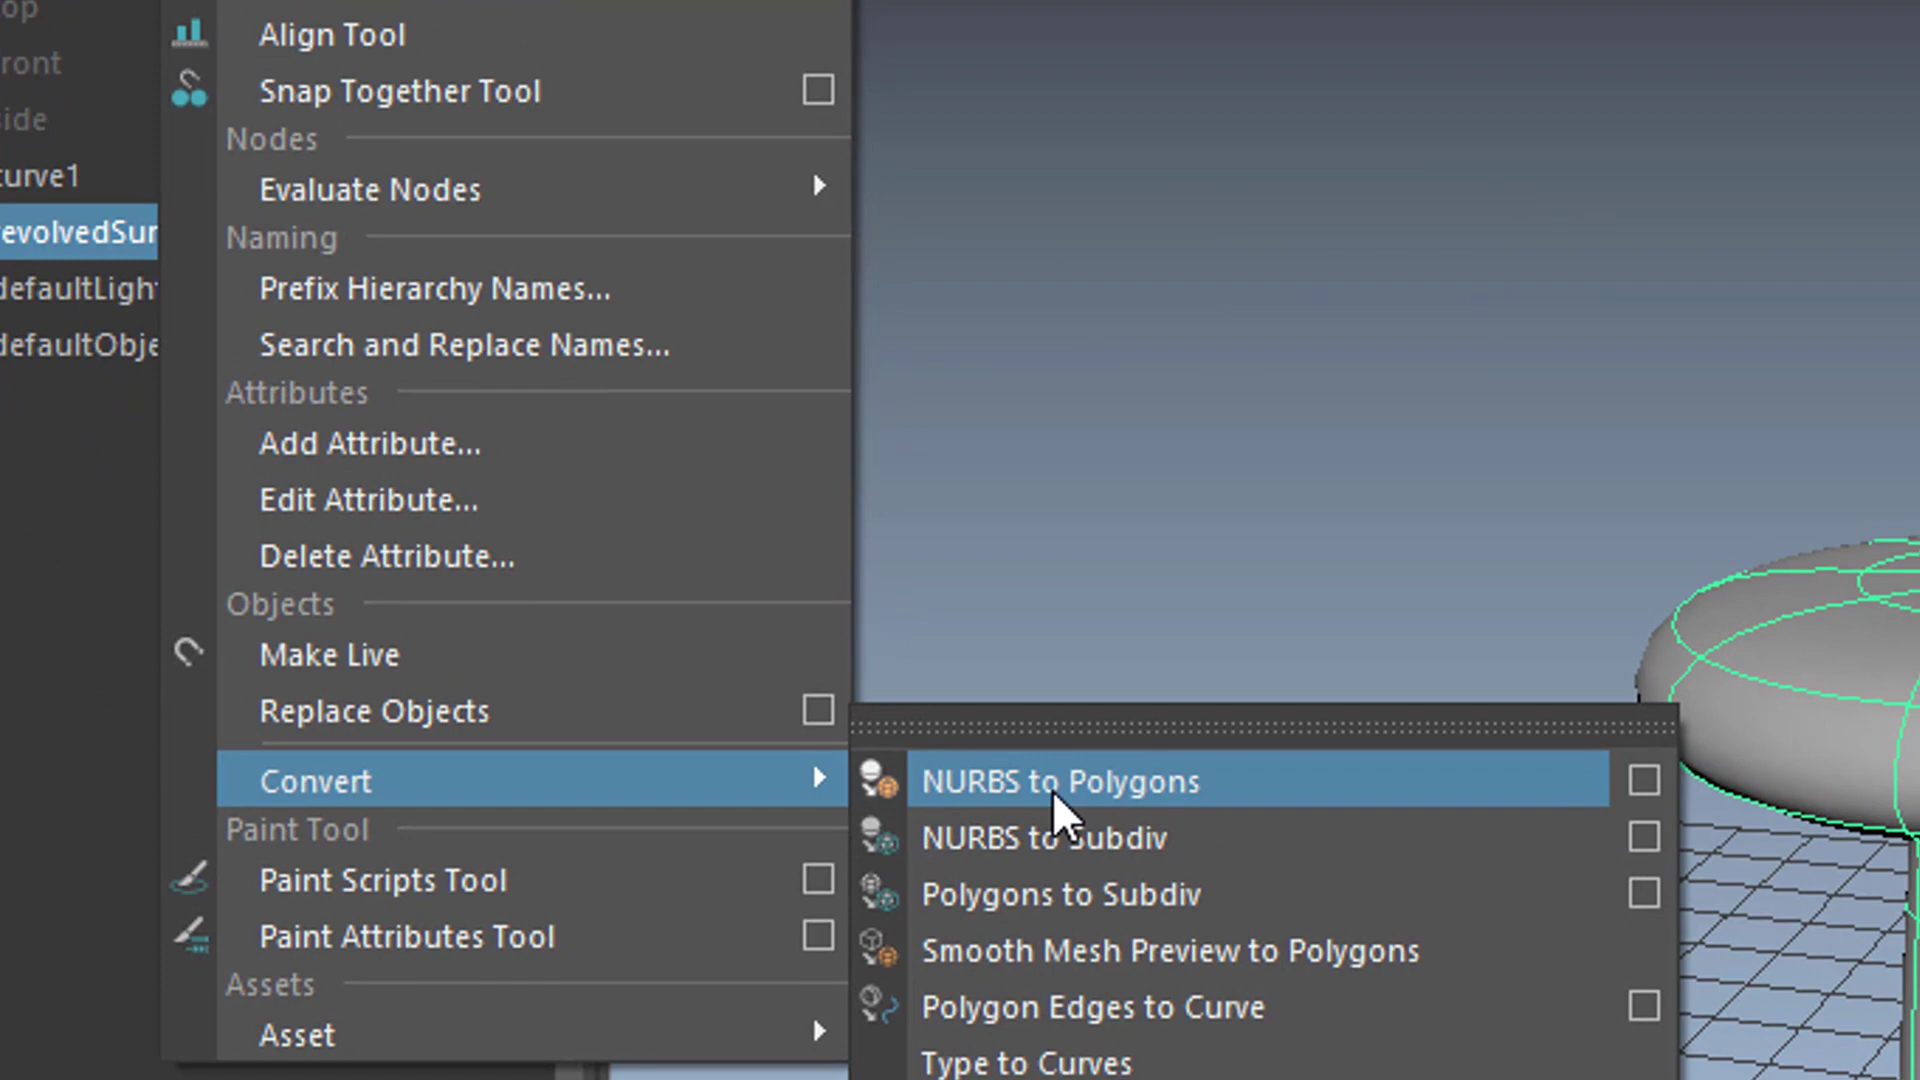 Align Tool
Snap Together Tool
Nodes
Evaluate Nodes
Naming
Prefix Hierarchy Names...
Search and Replace Names...
Attributes
Add Attribute...
Edit Attribute...
Delete Attribute...
Objects
Make Live
Replace Objects
Convert
Paint Tool
Paint Scripts Tool
Paint Attributes Tool
Assets
Asset
NURBS to Polygons
NURBS to Subdiv
Polygons to Subdiv
Smooth Mesh Preview to Polygons
Polygon Edges to Curve
Type to Curves
op
ront
ide
curve1
evolvedSur
defaultLigh
defaultObje